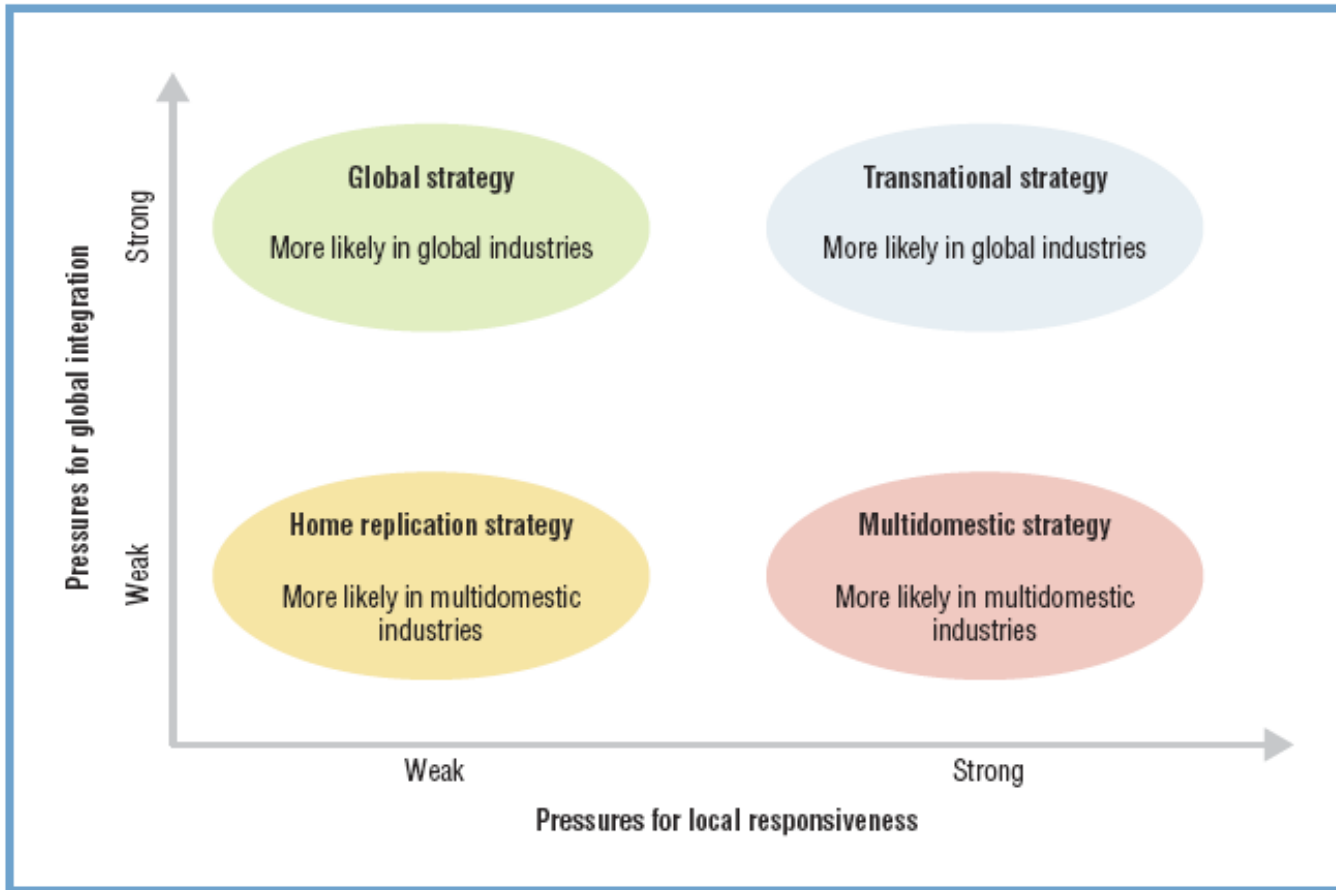 Global strategy
More likely in global industries
Transnational strategy
More likely in global industries
Home replication strategy
More likely in multidomestic
industries
Multidomestic strategy
More likely in multidomestic
industries
Strong
Weak
Pressures for global integration
Weak
Strong
Pressures for local responsiveness